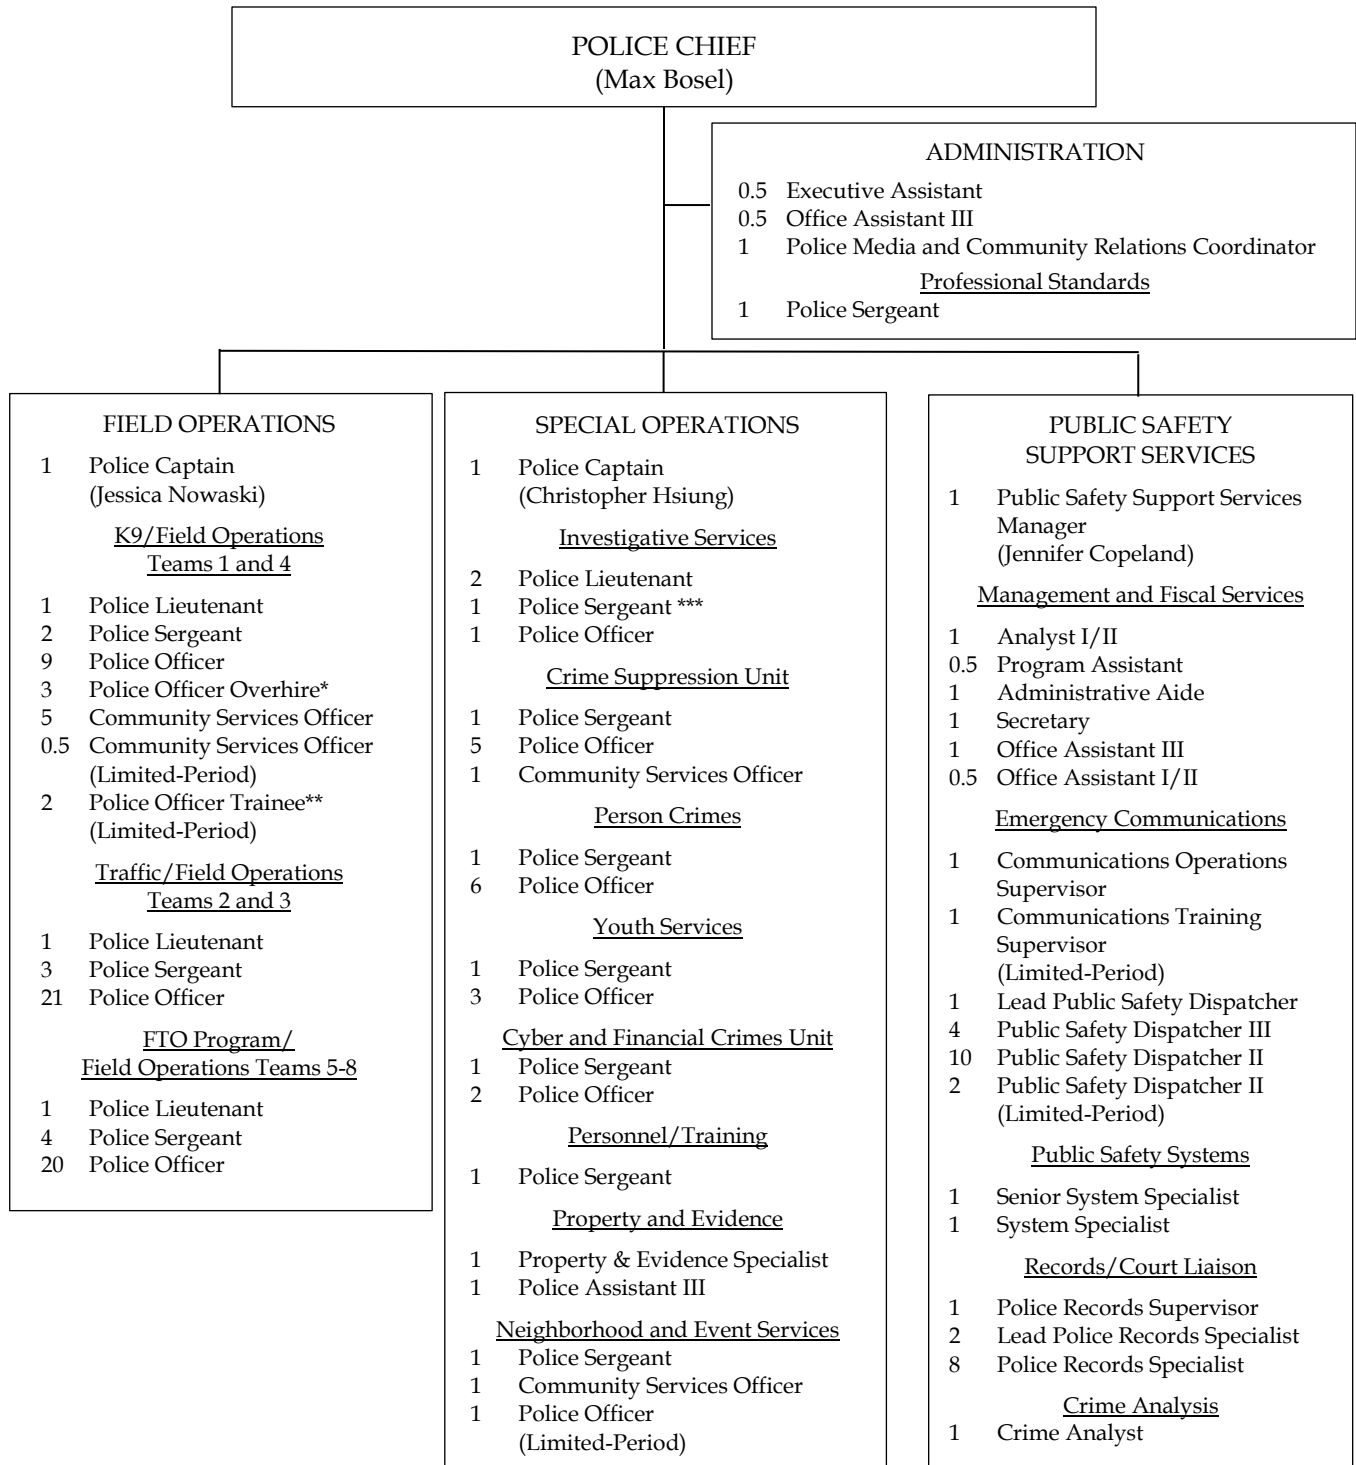 POLICE CHIEF
(Max Bosel)
ADMINISTRATION
0.5 Executive Assistant
0.5 Office Assistant III
1 Police Media and Community Relations Coordinator
Professional Standards
1 Police Sergeant
FIELD OPERATIONS
1 Police Captain
(Jessica Nowaski)
K9/Field Operations
Teams 1 and 4
1 Police Lieutenant
2 Police Sergeant
9 Police Officer
3 Police Officer Overhire*
5 Community Services Officer
0.5 Community Services Officer
(Limited-Period)
2 Police Officer Trainee**
(Limited-Period)
Traffic/Field Operations
Teams 2 and 3
1 Police Lieutenant
3 Police Sergeant
21 Police Officer
FTO Program/
Field Operations Teams 5-8
1 Police Lieutenant
4 Police Sergeant
20 Police Officer
SPECIAL OPERATIONS
1 Police Captain
(Christopher Hsiung)
Investigative Services
2 Police Lieutenant
1 Police Sergeant ***
1 Police Officer
Crime Suppression Unit
1 Police Sergeant
5 Police Officer
1 Community Services Officer
Person Crimes
1 Police Sergeant
6 Police Officer
Youth Services
1 Police Sergeant
3 Police Officer
Cyber and Financial Crimes Unit
1 Police Sergeant
2 Police Officer
Personnel/Training
1 Police Sergeant
Property and Evidence
1 Property & Evidence Specialist
1 Police Assistant III
Neighborhood and Event Services
1 Police Sergeant
1 Community Services Officer
1 Police Officer
(Limited-Period)
PUBLIC SAFETY
SUPPORT SERVICES
1 Public Safety Support Services
Manager
(Jennifer Copeland)
Management and Fiscal Services
1 Analyst I/II
0.5 Program Assistant
1 Administrative Aide
1 Secretary
1 Office Assistant III
0.5 Office Assistant I/II
Emergency Communications
1 Communications Operations
Supervisor
1 Communications Training
Supervisor
(Limited-Period)
1 Lead Public Safety Dispatcher
4 Public Safety Dispatcher III
10 Public Safety Dispatcher II
2 Public Safety Dispatcher II
(Limited-Period)
Public Safety Systems
1 Senior System Specialist
1 System Specialist
Records/Court Liaison
1 Police Records Supervisor
2 Lead Police Records Specialist
8 Police Records Specialist
Crime Analysis
1 Crime Analyst